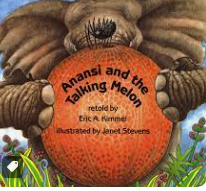 Anansi and the
Talking Melon
retold by
Eric A. Kimmel
illustrated by Janet Stevens